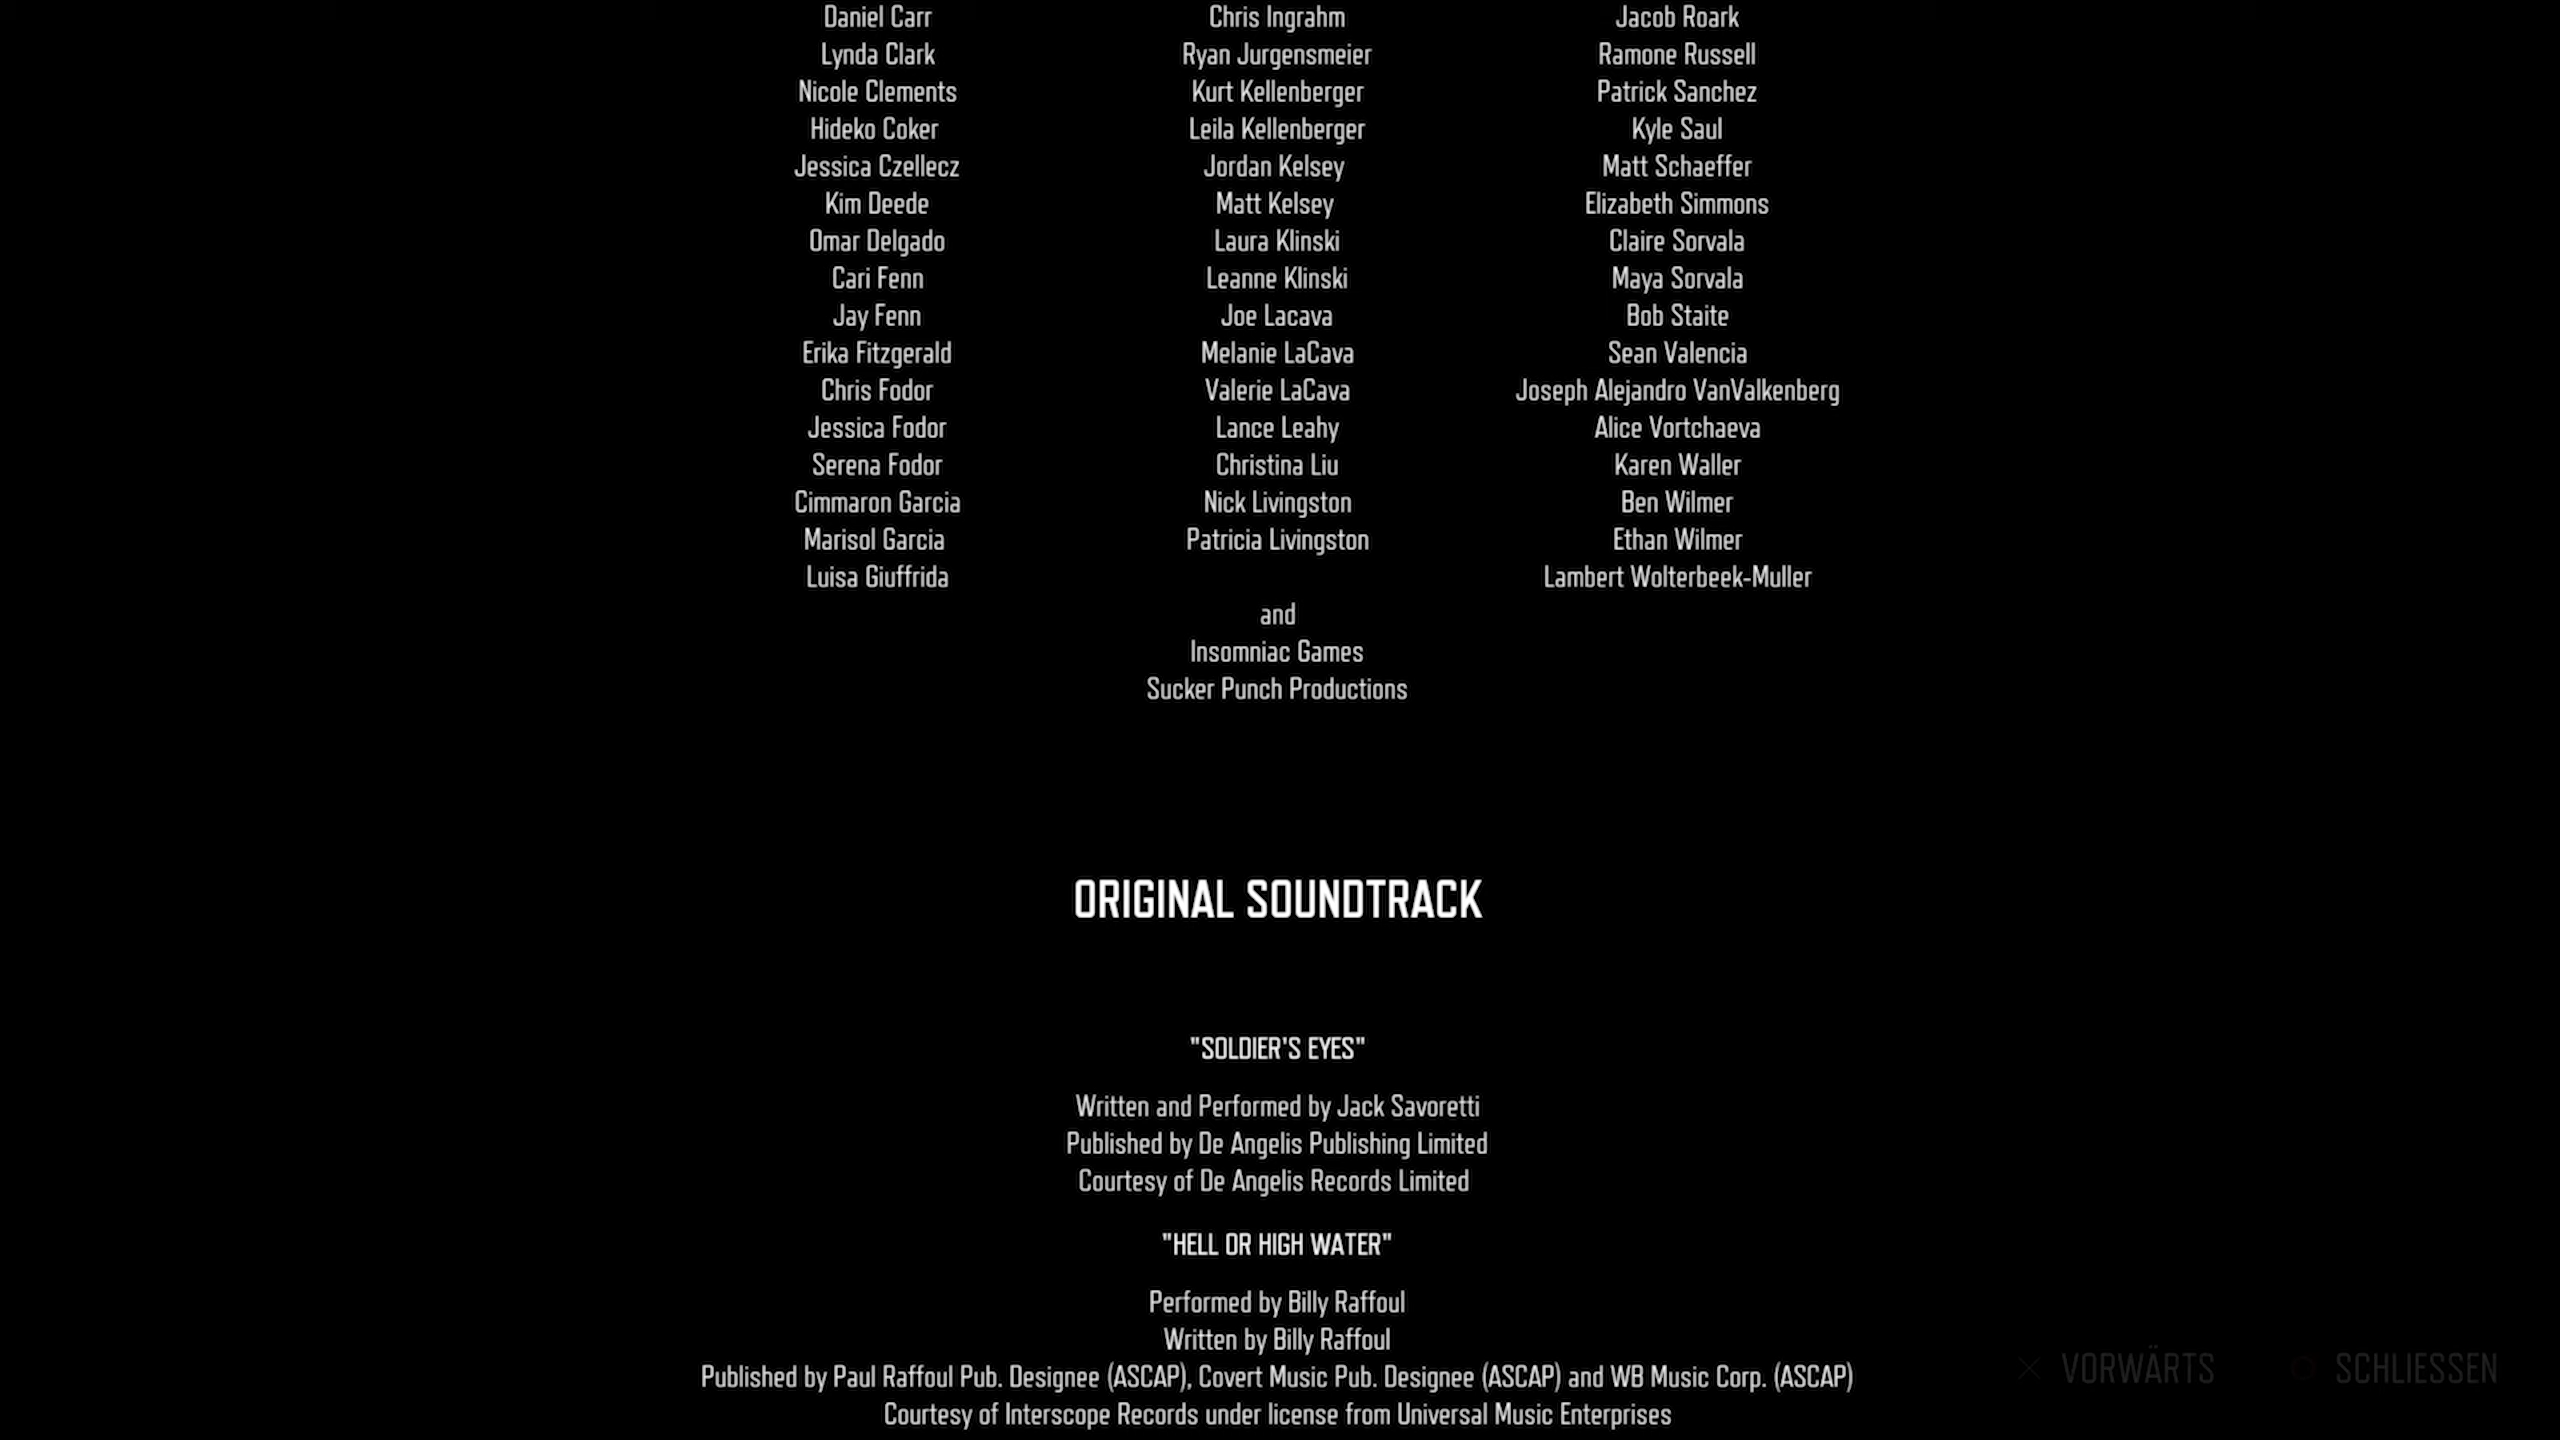 Daniel Carr
Lynda Clark
Nicole Clements
Hideko Coker
Jessica Czellecz
Kim Deede
Omar Delgado
Cari Fenn
Jay Fenn
Erika Fitzgerald
Chris Fodor
Jessica Fodor
Serena Fodor
Cimmaron Garcia
Marisol Garcia
Luisa Giuffrida
Chris Ingrahm
Ryan Jurgensmeier
Kurt Kellenberger
Leila Kellenberger
Jordan Kelsey
Matt Kelsey
Laura Klinski
Leanne Klinski
Joe Lacava
Melanie LaCava
Valerie LaCava
Lance Leahy
Christina Liu
Nick Livingston
Patricia Livingston
Jacob Roark
Ramone Russell
Patrick Sanchez
Kyle Saul
Matt Schaeffer
Elizabeth Simmons
Claire Sorvala
Maya Sorvala
Bob Staite
Sean Valencia
Joseph Alejandro VanValkenberg
Alice Vortchaeva
Karen Waller
Ben Wilmer
Ethan Wilmer
Lambert Wolterbeek-Muller
and
Insomniac Games
Sucker Punch Productions
ORIGINAL SOUNDTRACK
"SOLDIER'S EYES"
Written and Performed by Jack Savoretti
Published by De Angelis Publishing Limited
Courtesy of De Angelis Records Limited
"HELL OR HIGH WATER"
Performed by Billy Raffoul
Written by Billy Raffoul
Published by Paul Raffoul Pub. Designee (ASCAP), Covert Music Pub. Designee (ASCAP) and WB Music Corp. (ASCAP)
Courtesy of Interscope Records under license from Universal Music Enterprises
VORWÄRTS
SCHLIESSEN